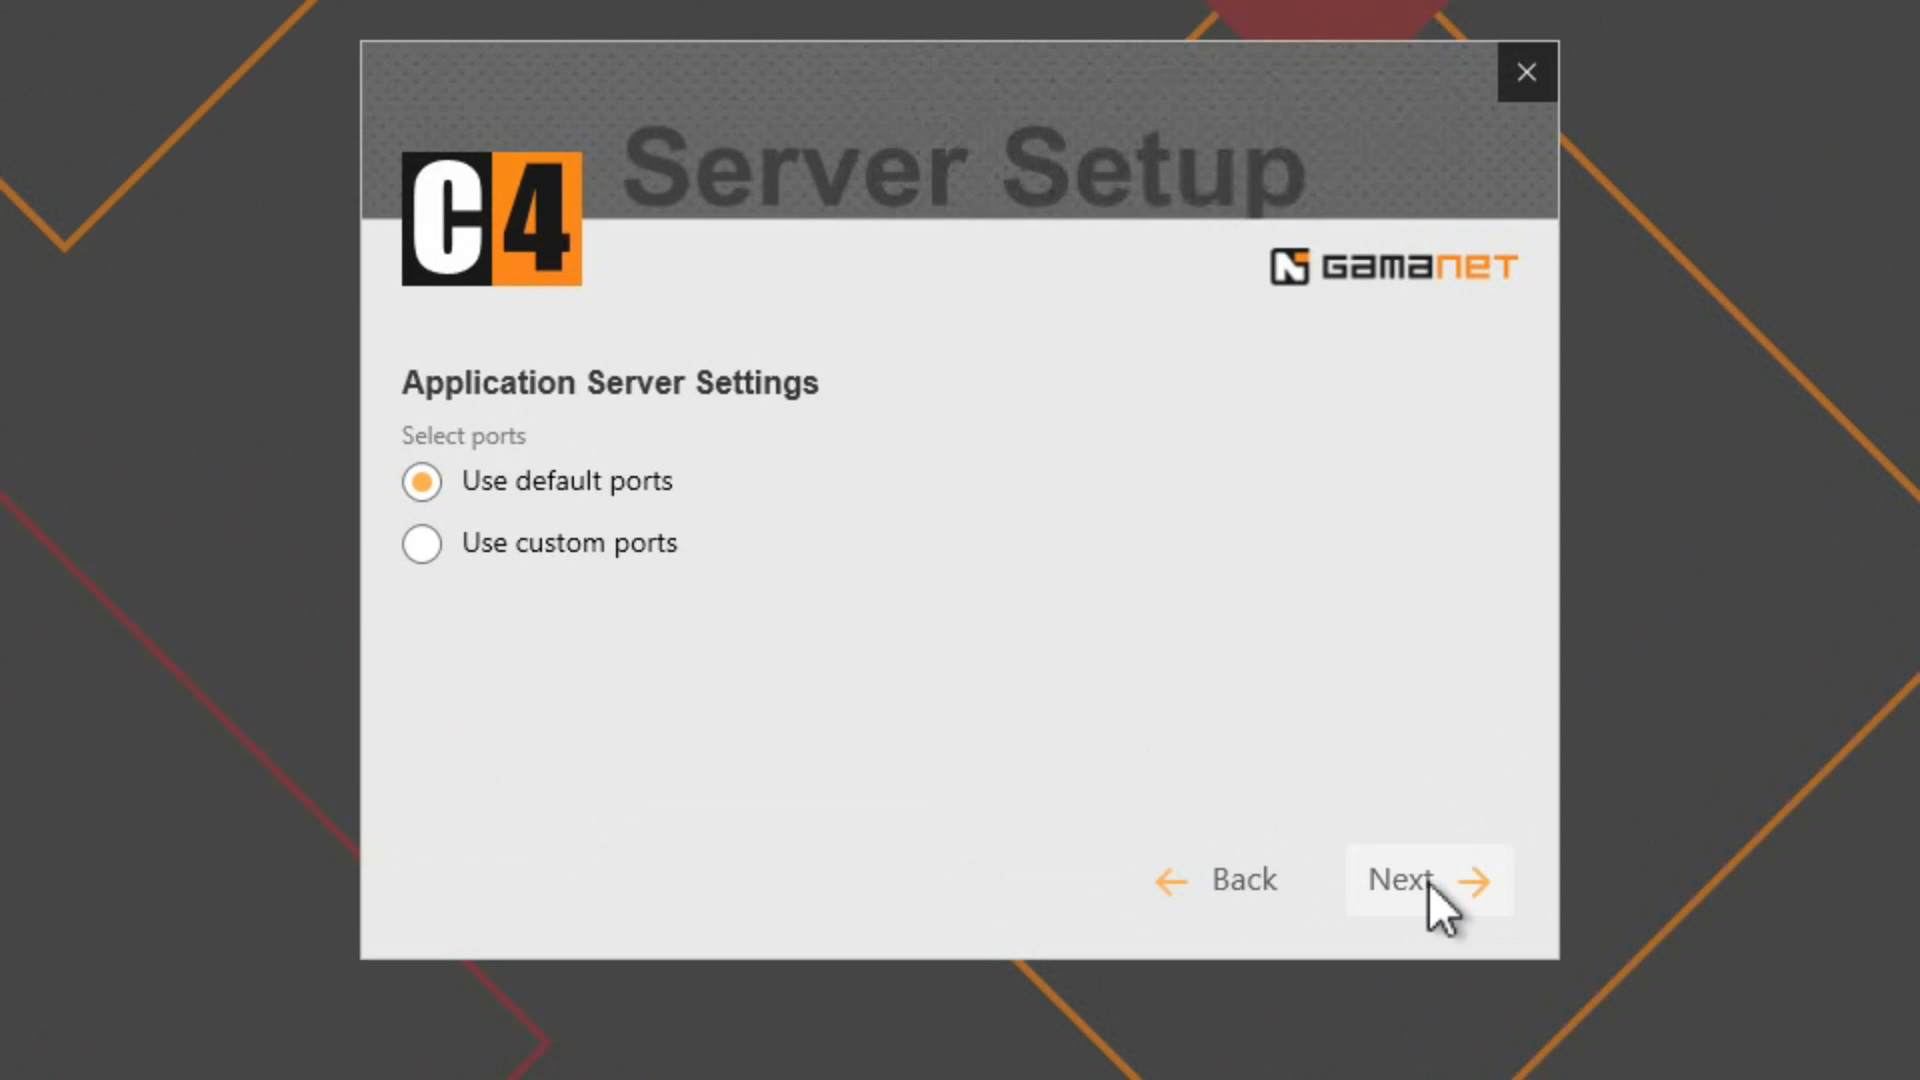 Server Setup
C4
GAMANET
Application Server Settings
Select ports
Use default ports
Use custom ports
Back
Next